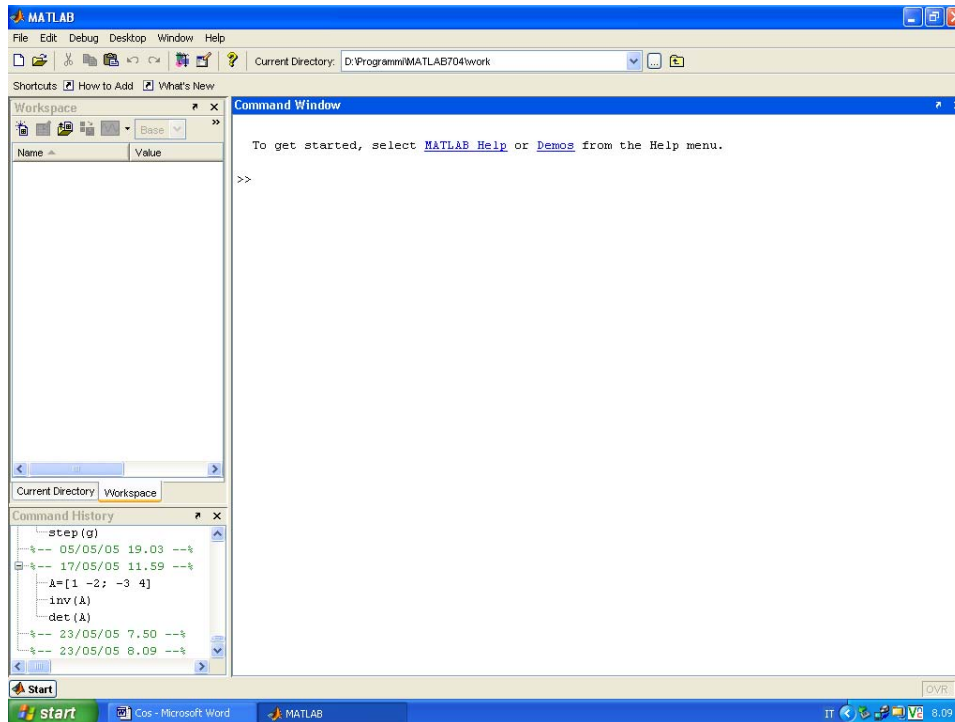 MATLAB
File Edit Debug Desktop Window Help
Current Directory: D:\Programmi\MATLAB704\work
Shortcuts How to Add What's New
Workspace
Base
Name Value
Current Directory Workspace
Command History
step(g)
%-- 05/05/05 19.03 --%
%-- 17/05/05 11.59 --%
A=[1 -2; -3 4]
inv(A)
det(A)
%-- 23/05/05 7.50 --%
%-- 23/05/05 8.09 --%
Command Window
To get started, select MATLAB Help or Demos from the Help menu.
>>
Start
OVR
start Cos - Microsoft Word MATLAB IT 8.09